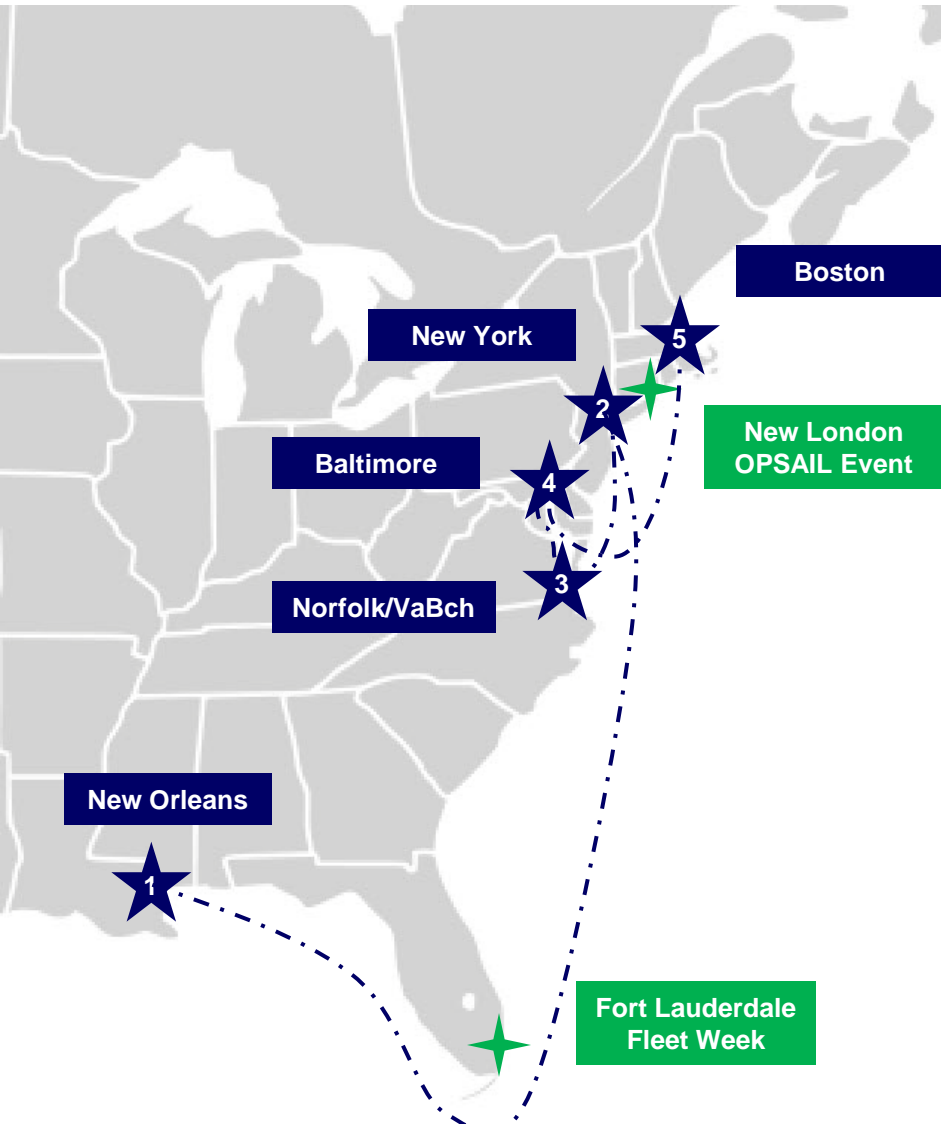 Boston
5
New York
2
New London
OPSAIL Event
Baltimore
4
3
Norfolk/VaBch
New Orleans
1
Fort Lauderdale
Fleet Week